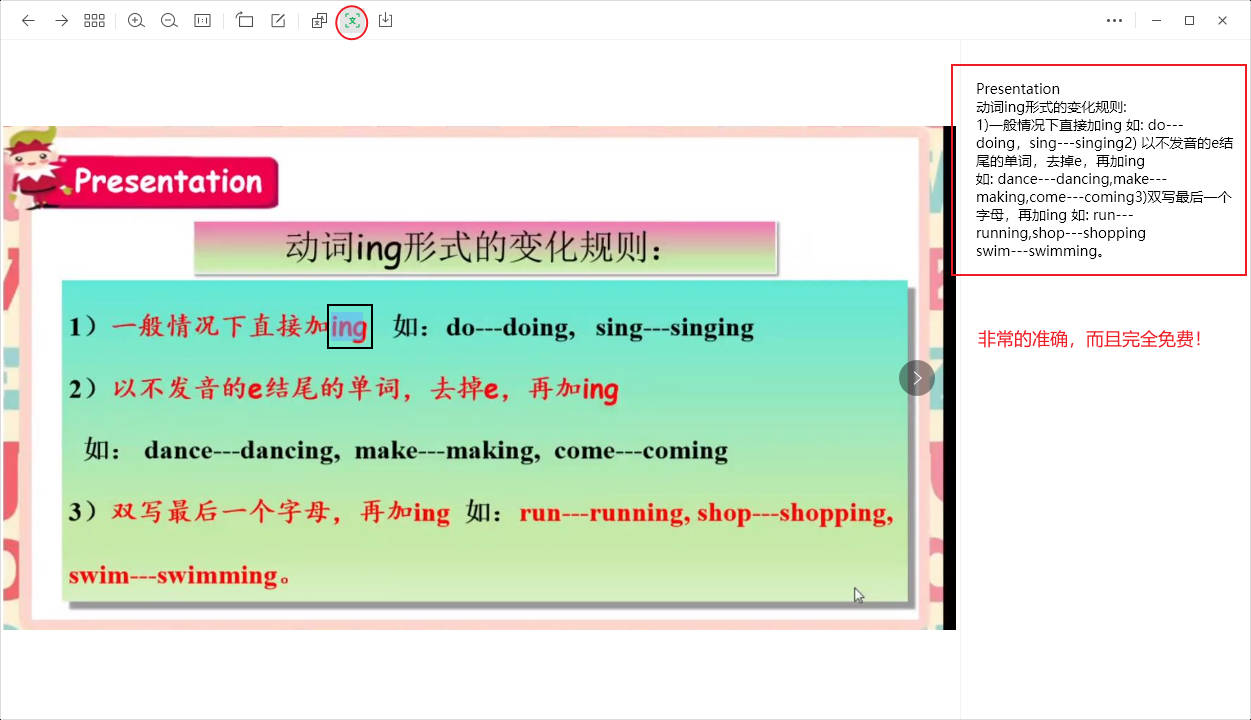 Presentation
动词ing形式的变化规则：
1）一般情况下直接加ing 如：do---doing, sing---singing
2）以不发音的e结尾的单词，去掉e，再加ing
如： dance---dancing, make---making, come---coming
3）双写最后一个字母，再加ing 如：run---running, shop---shopping,
swim---swimming。
Presentation
动词ing形式的变化规则:
1)一般情况下直接加ing 如: do---
doing，sing---singing2) 以不发音的e结
尾的单词，去掉e，再加ing
如: dance---dancing,make---
making,come---coming3)双写最后一个
字母，再加ing 如: run---
running,shop---shopping
swim---swimming。
非常的准确，而且完全免费！